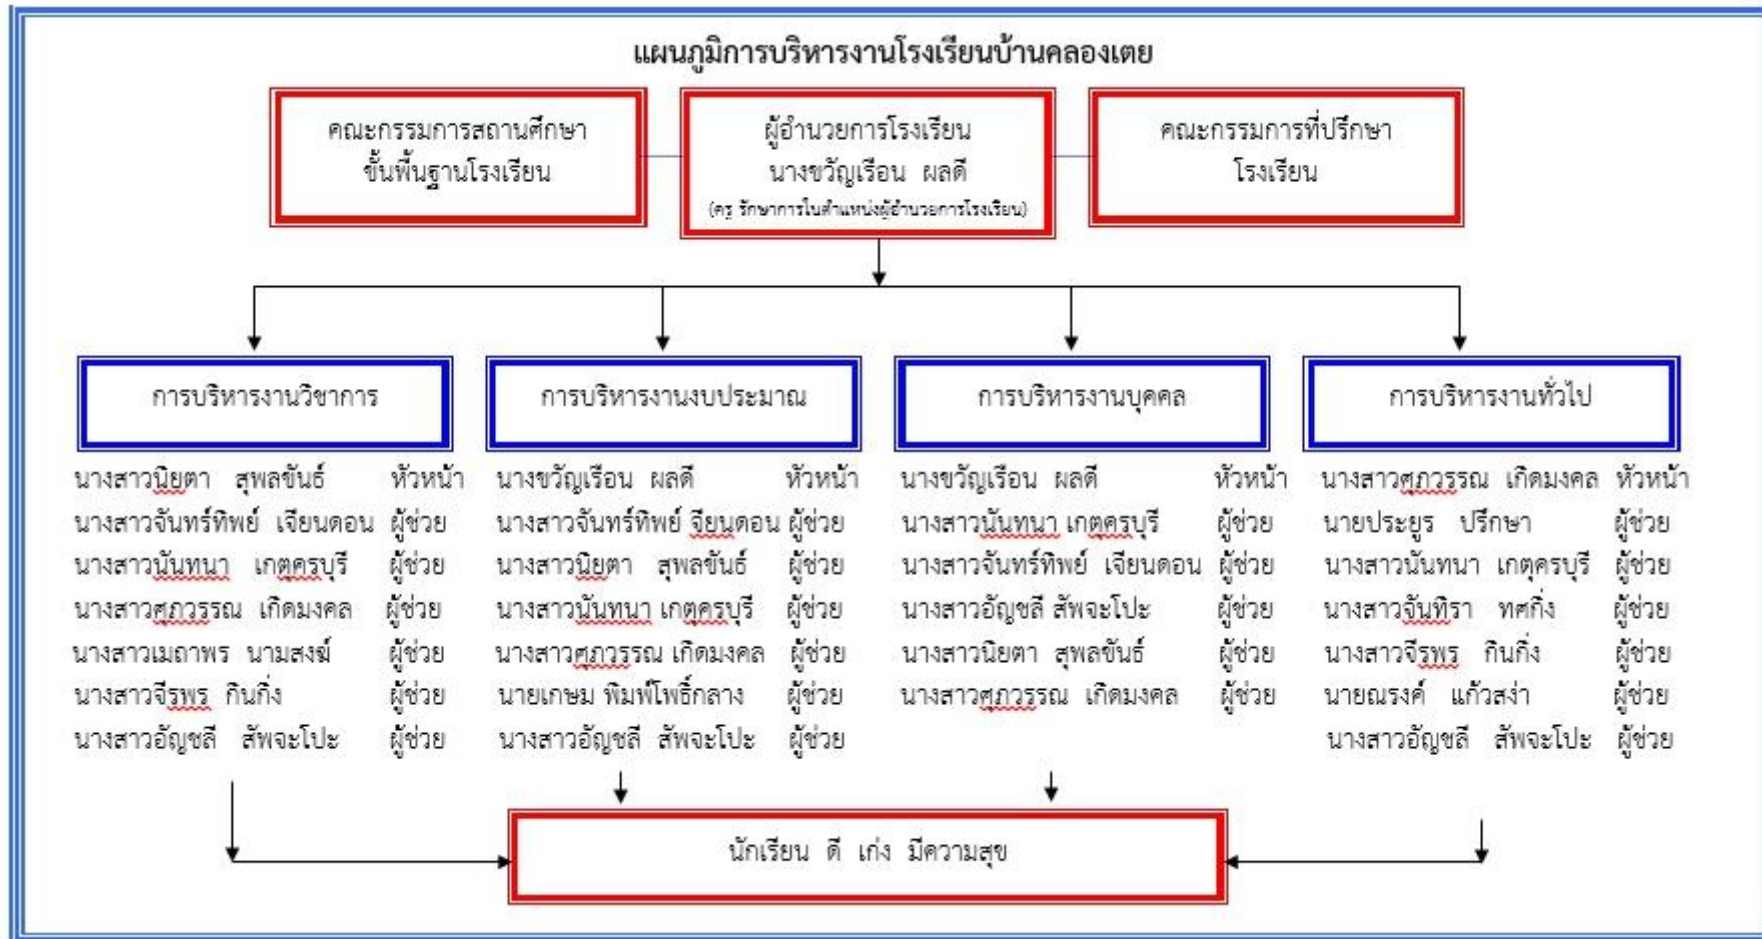 แผนภูมิการบริหารงานโรงเรียนบ้านคลองเตย
คณะกรรมการสถานศึกษา
ขั้นพื้นฐานโรงเรียน
ผู้อำนวยการโรงเรียน
นางขวัญเรือน ผลดี
(ครู รักษาการในตำแหน่งผู้อำนวยการโรงเรียน)
คณะกรรมการที่ปรึกษา
โรงเรียน
การบริหารงานวิชาการ
นางสาวนิยตา สุพลขันธ์ หัวหน้า
นางสาวจันทร์ทิพย์ เจียนดอน ผู้ช่วย
นางสาวนันทนา เกตุครบุรี ผู้ช่วย
นางสาวศุภวรรณ เกิดมงคล ผู้ช่วย
นางสาวเมถาพร นามสงฆ์ ผู้ช่วย
นางสาวจีรพร กินกิ่ง ผู้ช่วย
นางสาวอัญชลี สัพจะโปะ ผู้ช่วย
การบริหารงานงบประมาณ
นางขวัญเรือน ผลดี หัวหน้า
นางสาวจันทร์ทิพย์ จียนดอน ผู้ช่วย
นางสาวนิยตา สุพลขันธ์ ผู้ช่วย
นางสาวนันทนา เกตุครบุรี ผู้ช่วย
นางสาวศุภวรรณ เกิดมงคล ผู้ช่วย
นายเกษม พิมพ์โพธิ์กลาง ผู้ช่วย
นางสาวอัญชลี สัพจะโปะ ผู้ช่วย
การบริหารงานบุคคล
นางขวัญเรือน ผลดี หัวหน้า
นางสาวนันทนา เกตุครบุรี ผู้ช่วย
นางสาวจันทร์ทิพย์ เจียนดอน ผู้ช่วย
นางสาวอัญชลี สัพจะโปะ ผู้ช่วย
นางสาวนิยตา สุพลขันธ์ ผู้ช่วย
นางสาวศุภวรรณ เกิดมงคล ผู้ช่วย
การบริหารงานทั่วไป
นางสาวศุภวรรณ เกิดมงคล หัวหน้า
นายประยูร ปรึกษา ผู้ช่วย
นางสาวนันทนา เกตุครบุรี ผู้ช่วย
นางสาวจันทิรา ทศกิ่ง ผู้ช่วย
นางสาวจีรพร กินกิ่ง ผู้ช่วย
นายณรงค์ แก้วสง่า ผู้ช่วย
นางสาวอัญชลี สัพจะโปะ ผู้ช่วย
นักเรียน ดี เก่ง มีความสุข